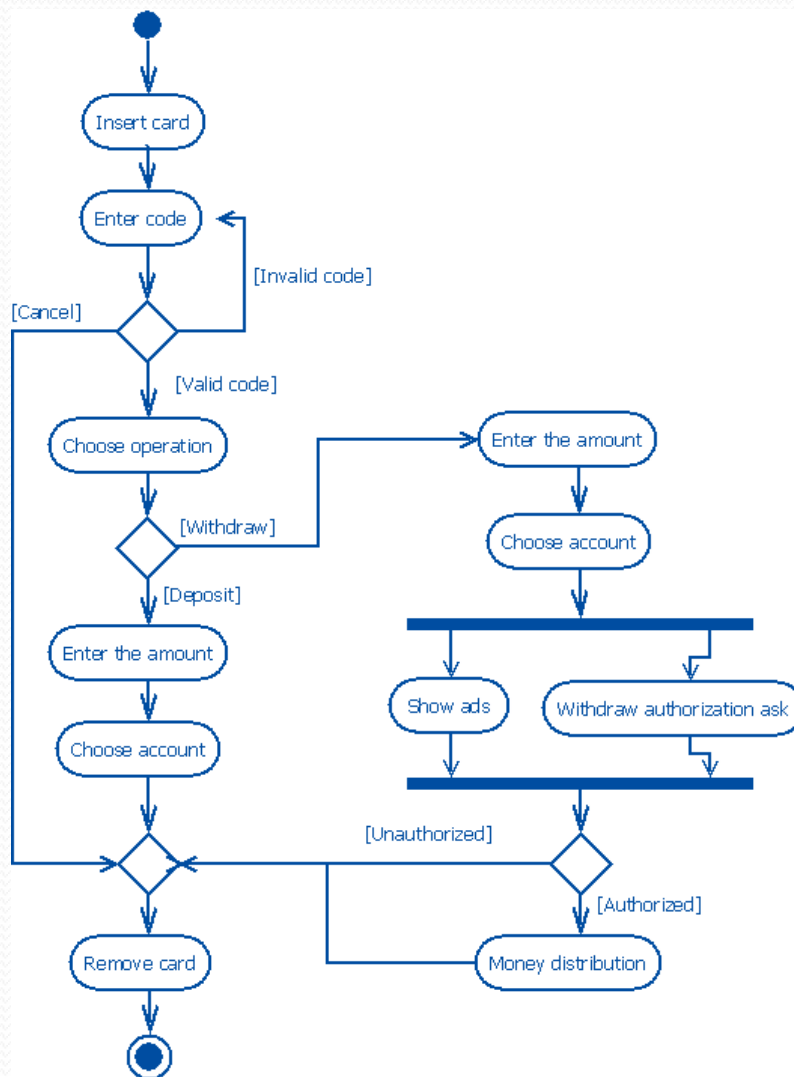 Insert card
Enter code
[Invalid code]
[Cancel]
[Valid code]
Choose operation
Enter the amount
[Withdraw]
Choose account
[Deposit]
Enter the amount
Show ads
Withdraw authorization ask
Choose account
[Unauthorized]
[Authorized]
Remove card
Money distribution